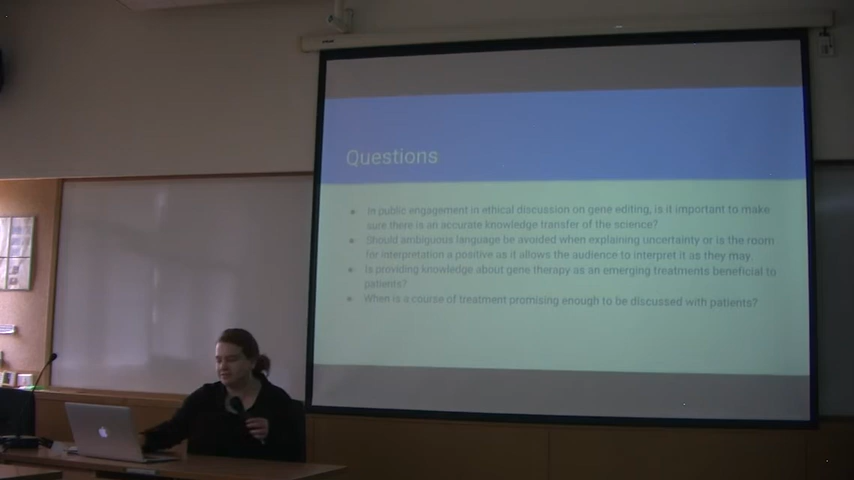 Questions
● In public engagement in ethical discussion on gene editing, is it important to make
sure there is an accurate knowledge transfer of the science?
● Should ambiguous language be avoided when explaining uncertainty or is the room
for interpretation a positive as it allows the audience to interpret it as they may.
● Is providing knowledge about gene therapy as an emerging treatments beneficial to
patients?
● When is a course of treatment promising enough to be discussed with patients?